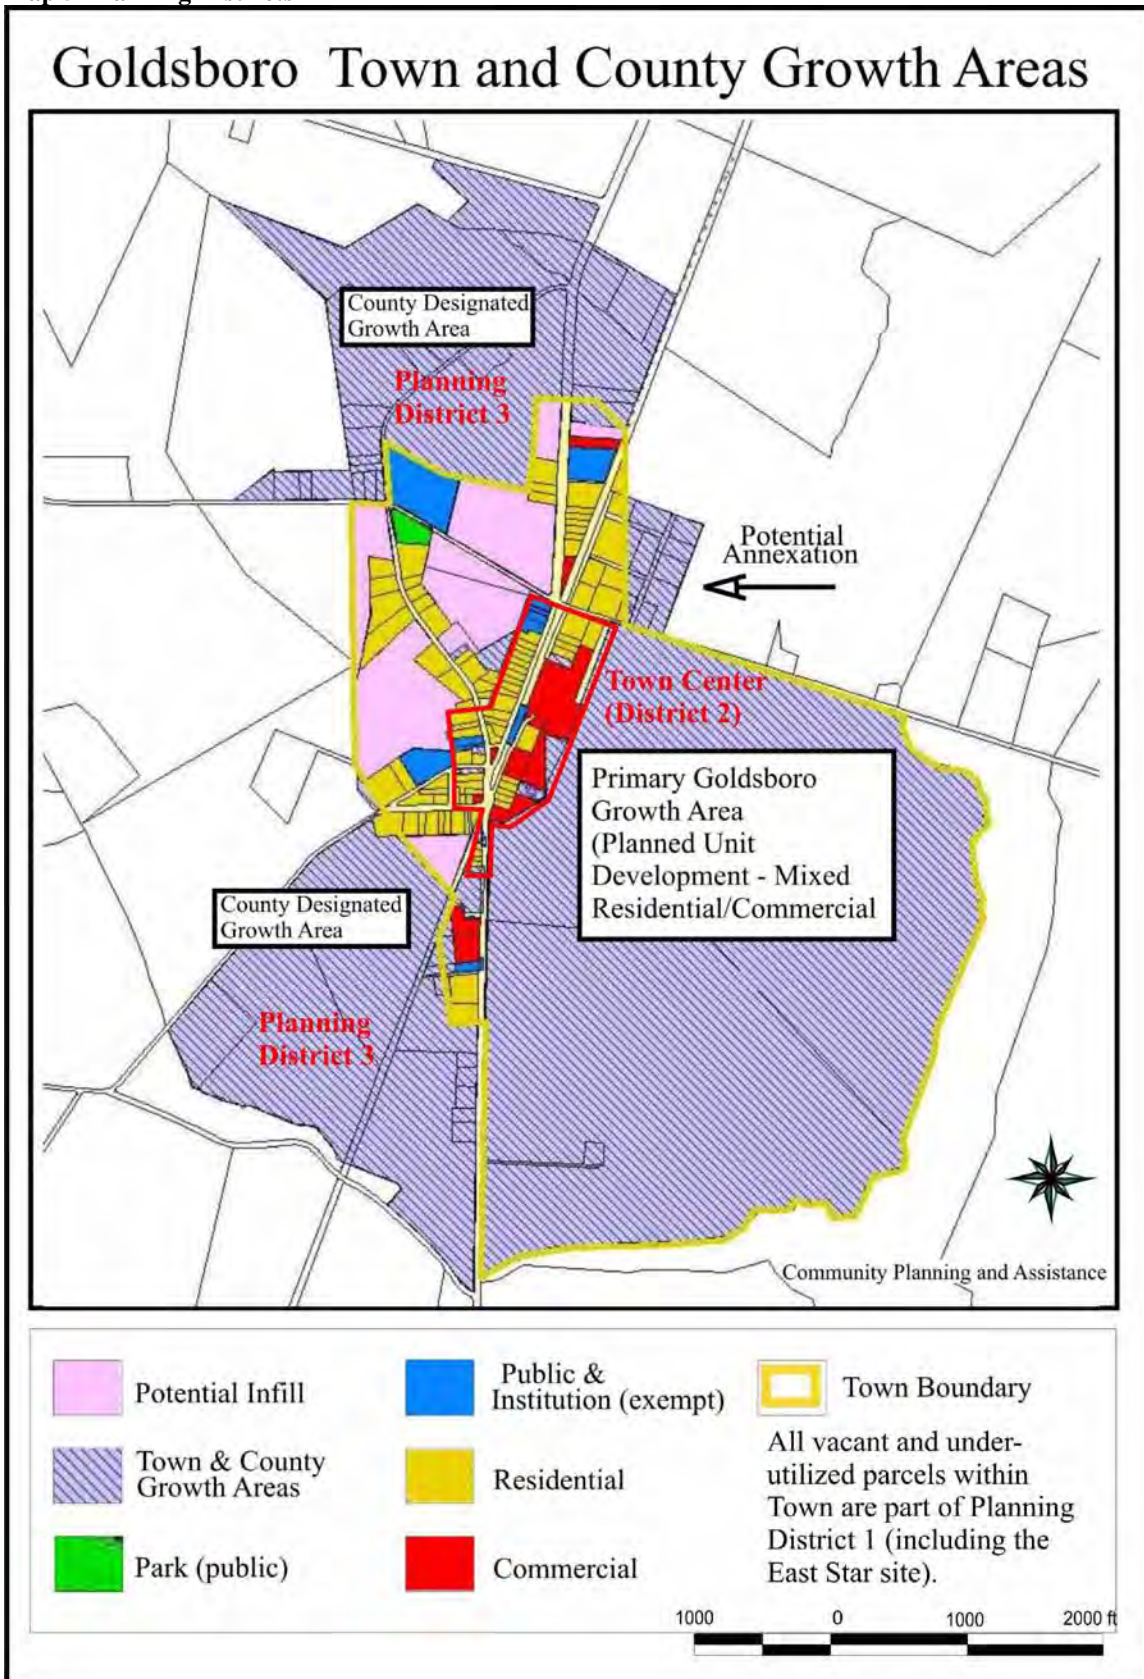 Goldsboro Town and County Growth Areas
County Designated
Growth Area
Planning
District 3
Potential
Annexation
Town Center
(District 2)
Primary Goldsboro
Growth Area
(Planned Unit
Development - Mixed
Residential/Commercial
County Designated
Growth Area
Planning
District 3
Community Planning and Assistance
Potential Infill
Town & County
Growth Areas
Park (public)
Public &
Institution (exempt)
Residential
Commercial
Town Boundary
All vacant and under-
utilized parcels within
Town are part of Planning
District 1 (including the
East Star site).
1000 0 1000 2000 ft